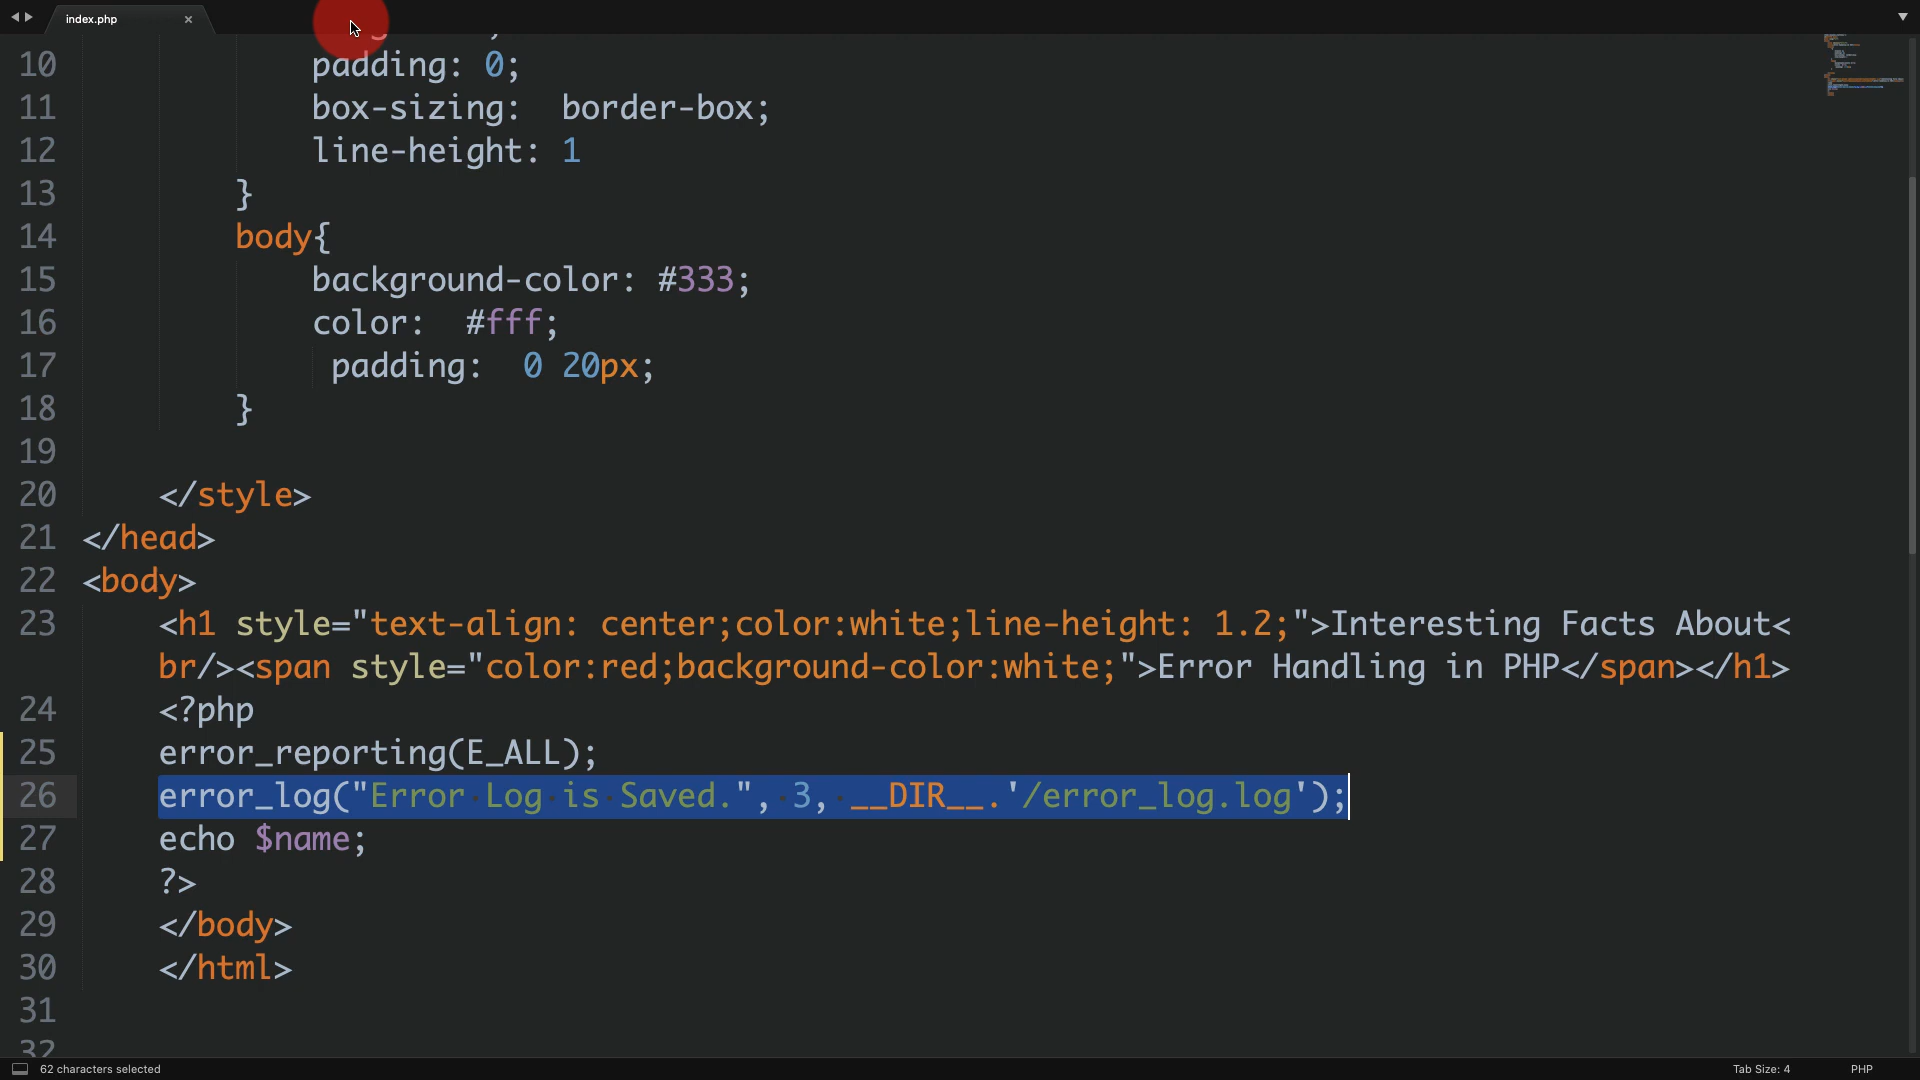 index.php
10 padding: 0;
11 box-sizing:  border-box;
12 line-height: 1
13 }
14 body{
15 background-color: #333;
16 color:  #fff;
17 padding:  0 20px;
18 }
19
20 </style>
21 </head>
22 <body>
23 <h1 style="text-align: center;color:white;line-height: 1.2;">Interesting Facts About<
br/><span style="color:red;background-color:white;">Error Handling in PHP</span></h1>
24 <?php
25 error_reporting(E_ALL);
26 error_log("Error Log is Saved.", 3, __DIR__.'/error_log.log');
27 echo $name;
28 ?>
29 </body>
30 </html>
31
32
62 characters selected
Tab Size: 4
PHP